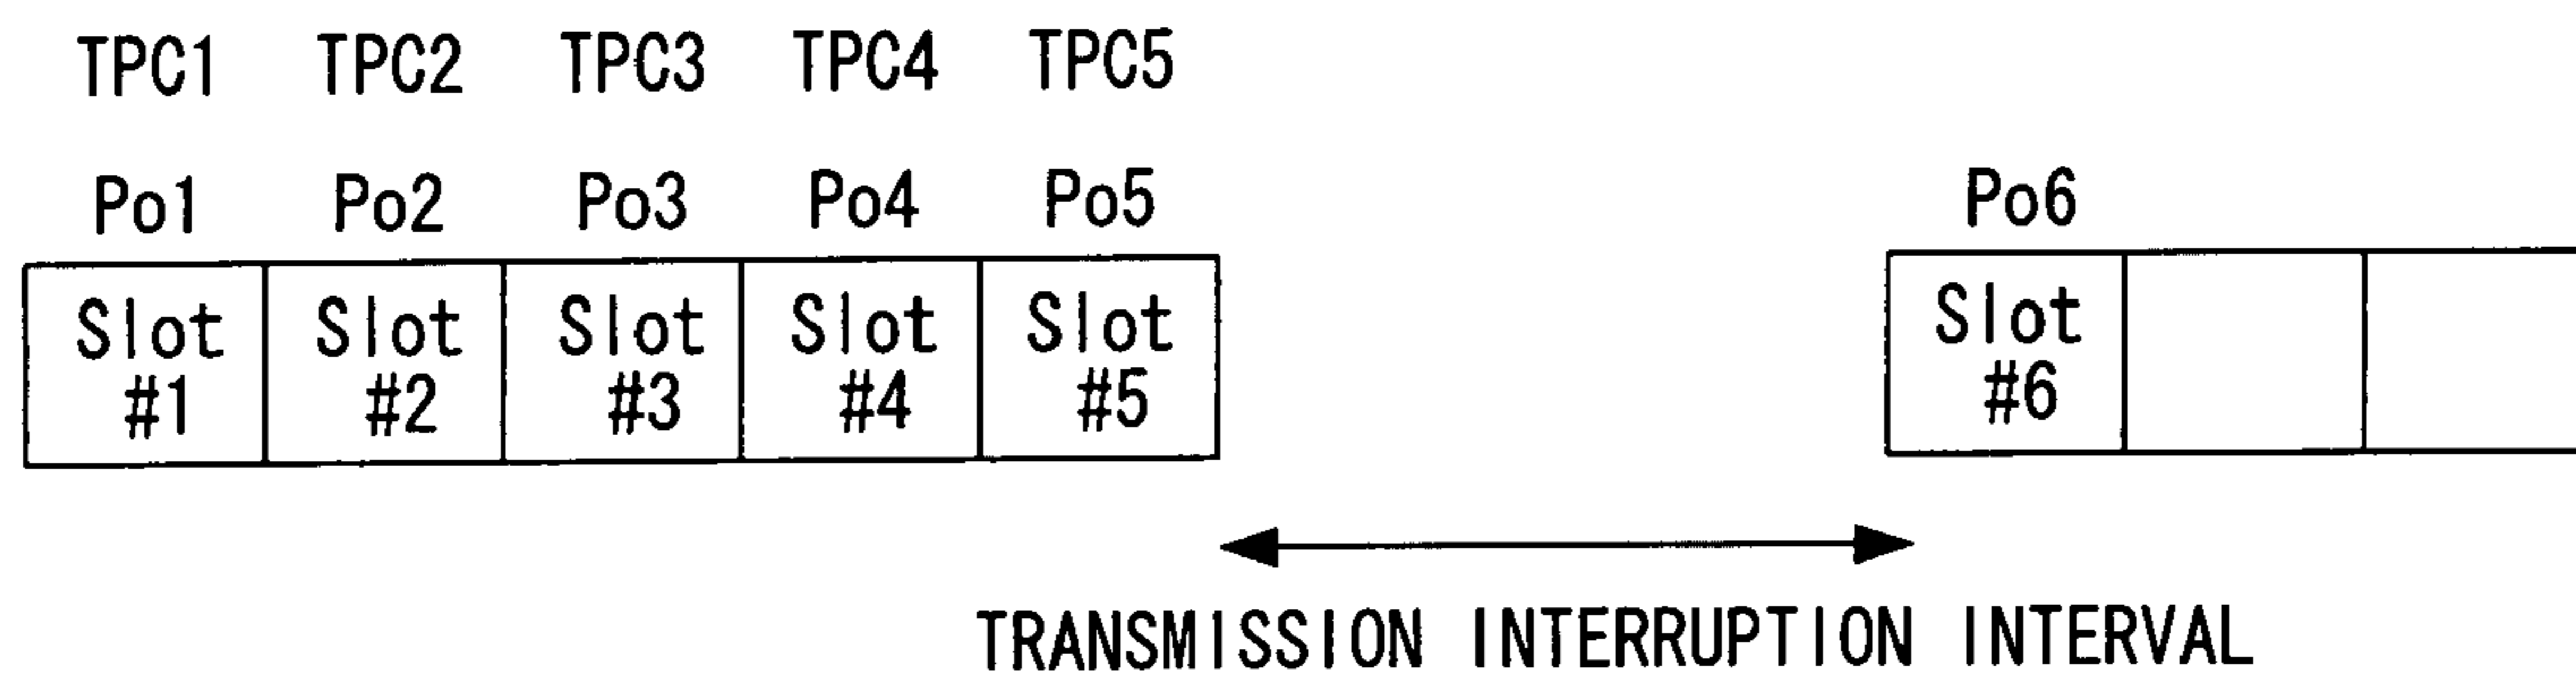 TPC1 TPC2 TPC3 TPC4 TPC5
Po1 Po2 Po3 Po4 Po5 Po6
Slot Slot Slot Slot Slot Slot
#1 #2 #3 #4 #5 #6
TRANSMISSION INTERRUPTION INTERVAL